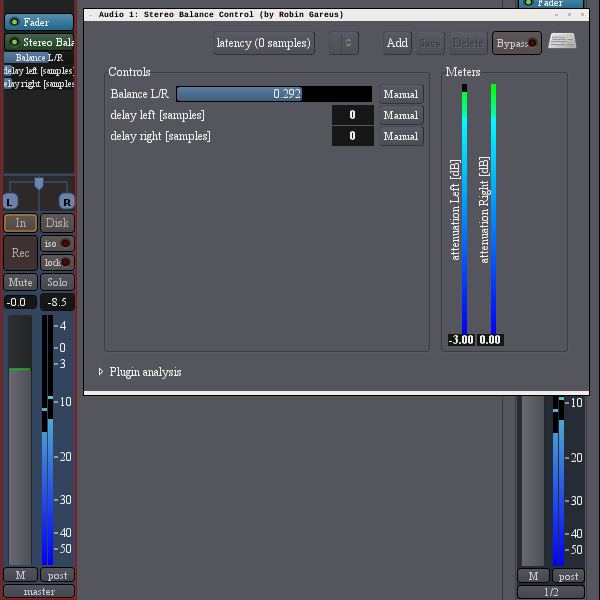 Audio 1: Stereo Balance Control (by Robin Gareus)
Fader
Stereo Bala
Balance L/R
delay left [samples]
delay right [samples]
L R
In Disk
Rec iso
lock
Mute Solo
-0.0 -8.5
-4
-0
-3
-10
-20
-30
-40
-50
M post
master
latency (0 samples) Add Save Delete Bypass
Controls
Balance L/R 0.292 Manual
delay left [samples] 0 Manual
delay right [samples] 0 Manual
Meters
attenuation Left [dB]
attenuation Right [dB]
-3.00 0.00
Plugin analysis
Fader
-10
-20
-30
-40
-50
M post
1/2